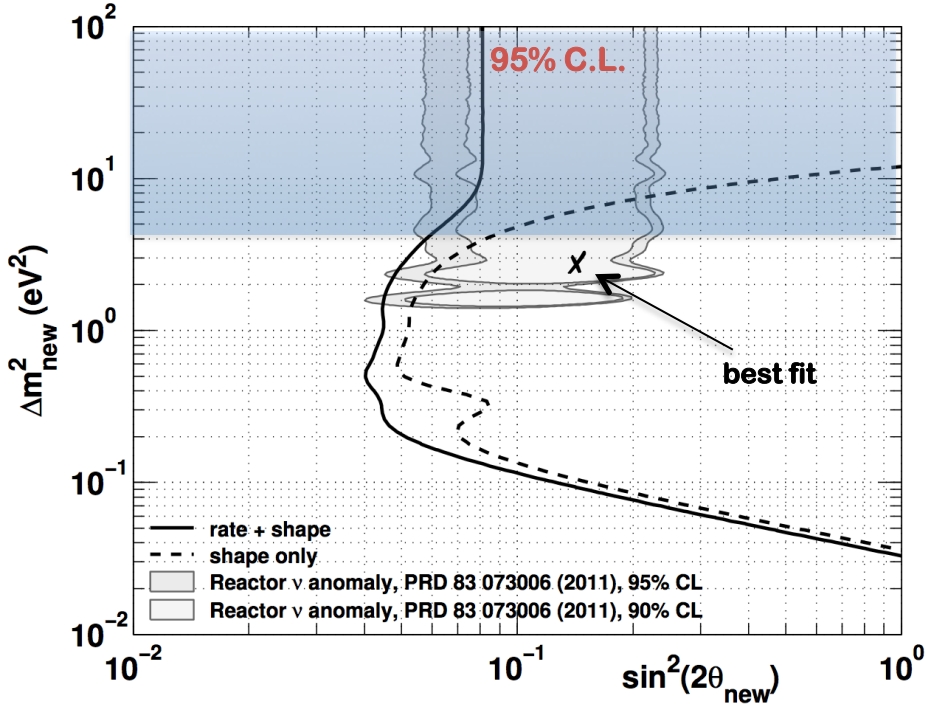 10²
95% C.L.
10¹
Δm²new (eV²)
10⁰
best fit
10⁻¹
rate + shape
shape only
Reactor ν anomaly, PRD 83 073006 (2011), 95% CL
Reactor ν anomaly, PRD 83 073006 (2011), 90% CL
10⁻²
10⁻² 10⁻¹ 10⁰
sin²(2θnew)